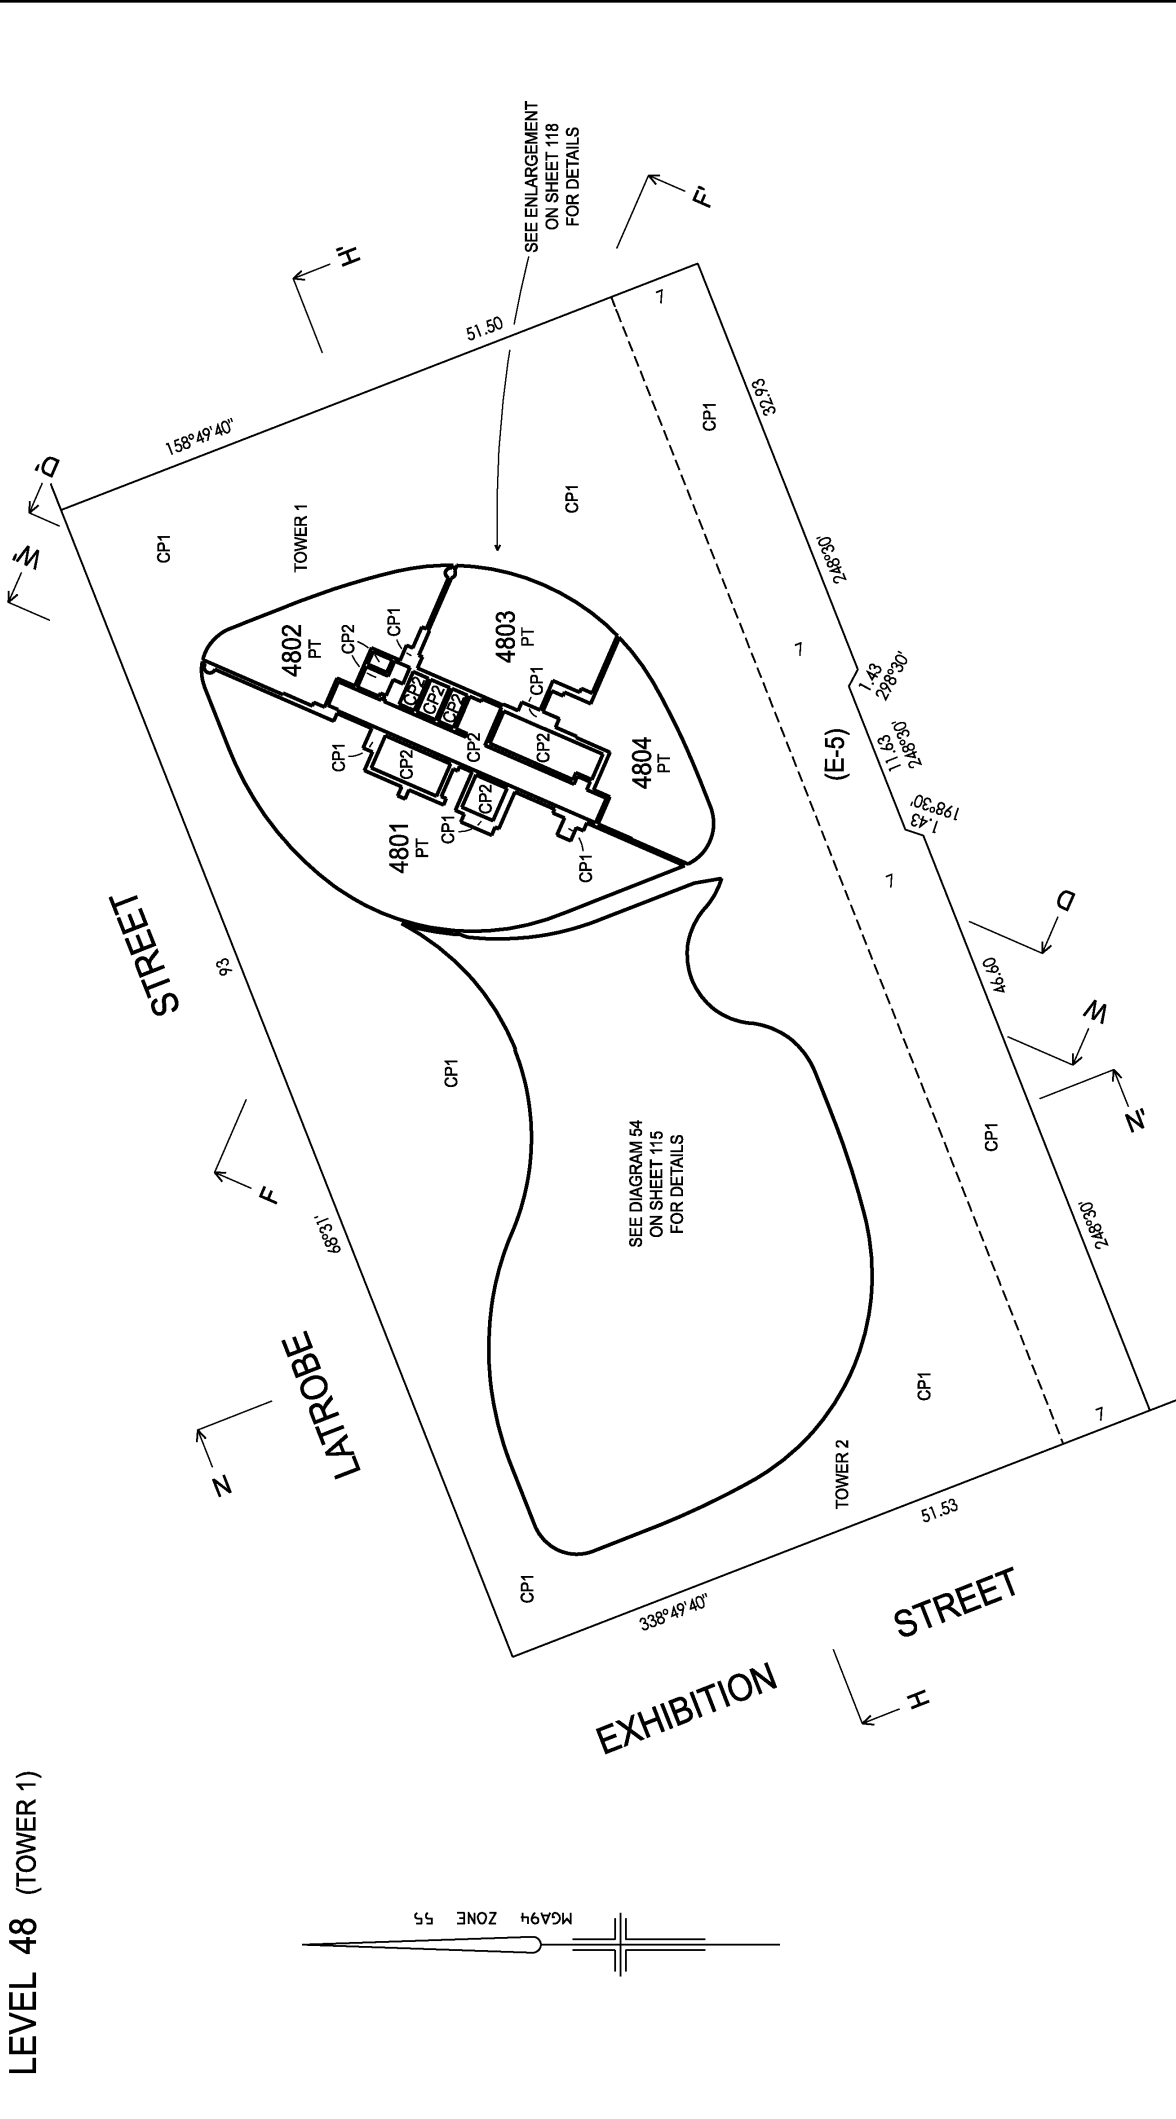 LEVEL 48 (TOWER 1)
MGA94 ZONE 55
LATROBE STREET
EXHIBITION STREET
68°31'
93
158°49'40"
51.50
338°49'40"
51.53
D'
W'
H'
F'
F
N
H
D
W
N'
SEE ENLARGEMENT
ON SHEET 118
FOR DETAILS
TOWER 1
CP1
CP1
CP1
CP1
CP1
CP1
CP1
4802
PT
4803
PT
4801
PT
4804
PT
CP2
CP1
CP2
CP2
CP2
CP1
CP1
CP2
CP2
CP2
CP1
CP2
CP1
SEE DIAGRAM 54
ON SHEET 115
FOR DETAILS
TOWER 2
(E-5)
7
7
7
7
32.93
248°30'
1.43
298°30'
11.63
248°30'
1.43
198°30'
46.60
248°30'